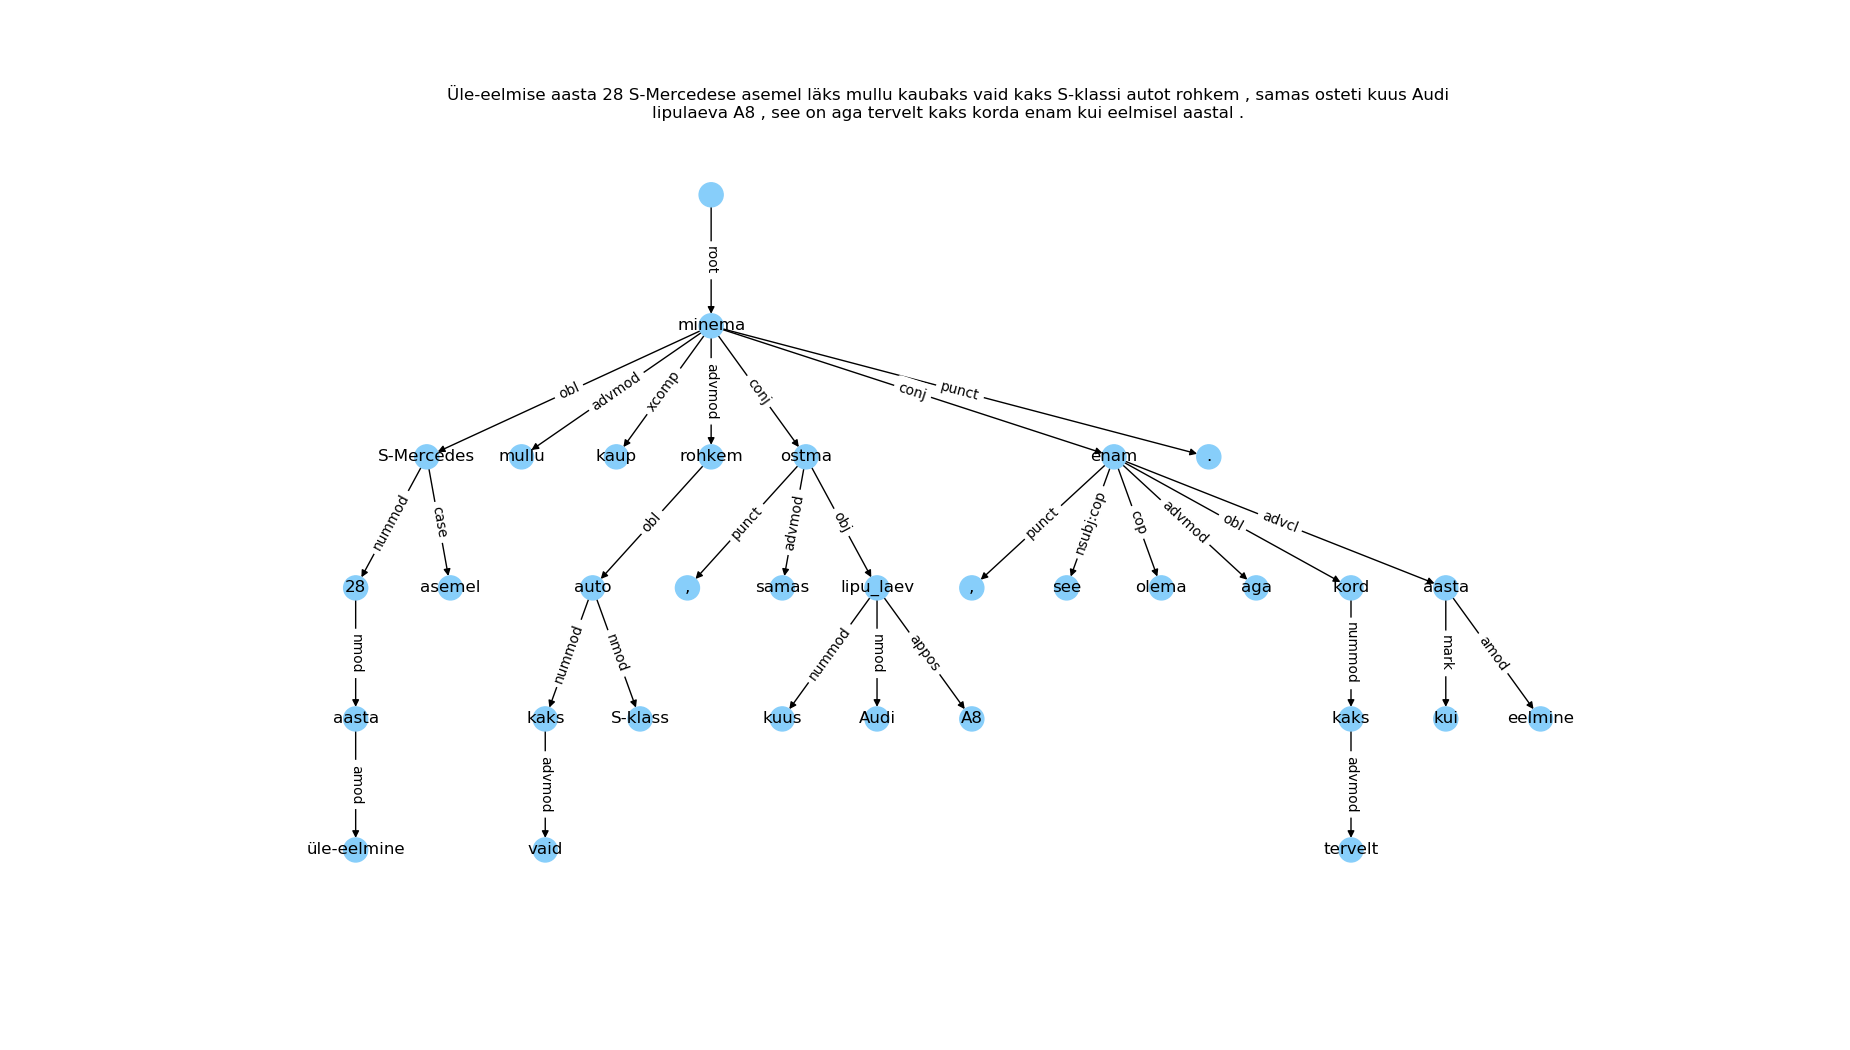 Üle-eelmise aasta 28 S-Mercedese asemel läks mullu kaubaks vaid kaks S-klassi autot rohkem , samas osteti kuus Audi
lipulaeva A8 , see on aga tervelt kaks korda enam kui eelmisel aastal .
root
minema
obl advmod xcomp advmod conj conj punct
S-Mercedes mullu kaup rohkem ostma enam .
nummod case obl punct advmod obj punct nsubj:cop cop advmod obl advcl
28 asemel auto , samas lipu_laev , see olema aga kord aasta
nmod nummod nmod nummod nmod appos nummod mark amod
aasta kaks S-klass kuus Audi A8 kaks kui eelmine
amod advmod advmod
üle-eelmine vaid tervelt